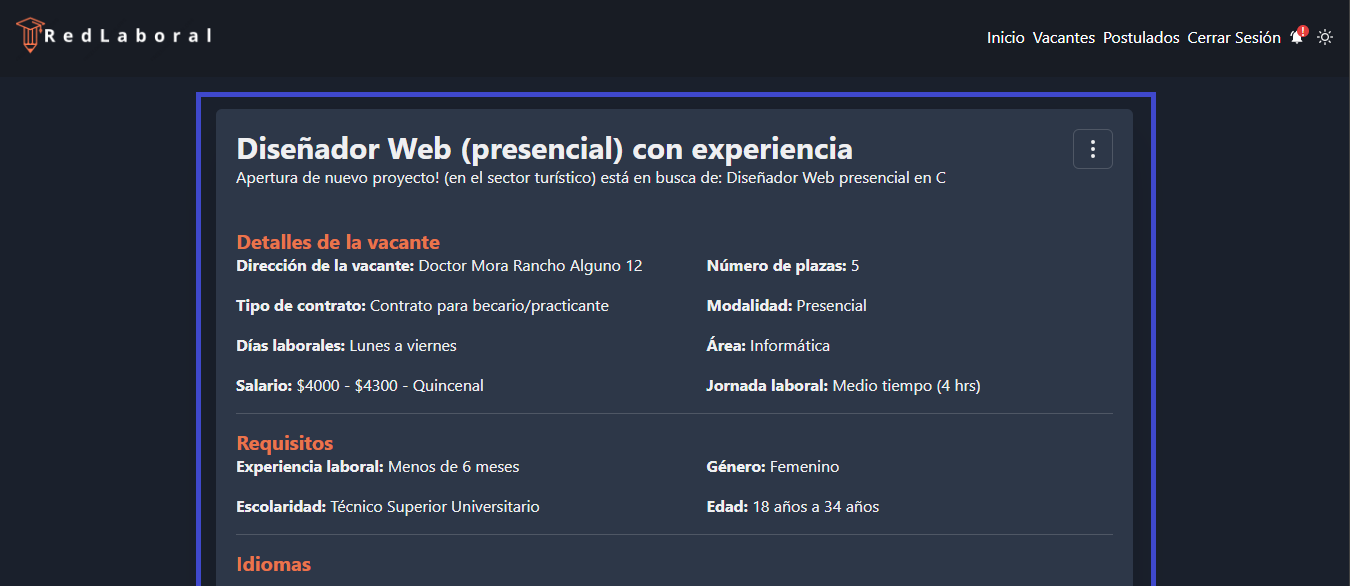 RedLaboral
Inicio Vacantes Postulados Cerrar Sesión
Diseñador Web (presencial) con experiencia
Apertura de nuevo proyecto! (en el sector turístico) está en busca de: Diseñador Web presencial en C
Detalles de la vacante
Dirección de la vacante: Doctor Mora Rancho Alguno 12
Número de plazas: 5
Tipo de contrato: Contrato para becario/practicante
Modalidad: Presencial
Días laborales: Lunes a viernes
Área: Informática
Salario: $4000 - $4300 - Quincenal
Jornada laboral: Medio tiempo (4 hrs)
Requisitos
Experiencia laboral: Menos de 6 meses
Género: Femenino
Escolaridad: Técnico Superior Universitario
Edad: 18 años a 34 años
Idiomas